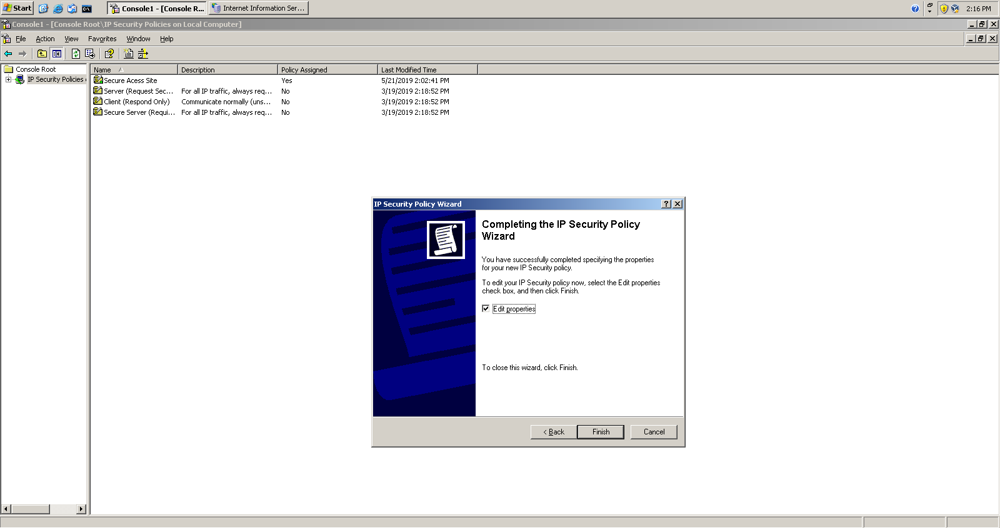 Start
Console1 - [Console R...
Internet Information Ser...
2:16 PM
Console1 - [Console Root\IP Security Policies on Local Computer]
File Action View Favorites Window Help
Console Root
IP Security Policies
Name Description Policy Assigned Last Modified Time
Secure Acess Site Yes 5/21/2019 2:02:41 PM
Server (Request Sec... For all IP traffic, always req... No 3/19/2019 2:18:52 PM
Client (Respond Only) Communicate normally (uns... No 3/19/2019 2:18:52 PM
Secure Server (Requi... For all IP traffic, always req... No 3/19/2019 2:18:52 PM
IP Security Policy Wizard
Completing the IP Security Policy
Wizard
You have successfully completed specifying the properties
for your new IP Security policy.
To edit your IP Security policy now, select the Edit properties
check box, and then click Finish.
Edit properties
To close this wizard, click Finish.
< Back Finish Cancel